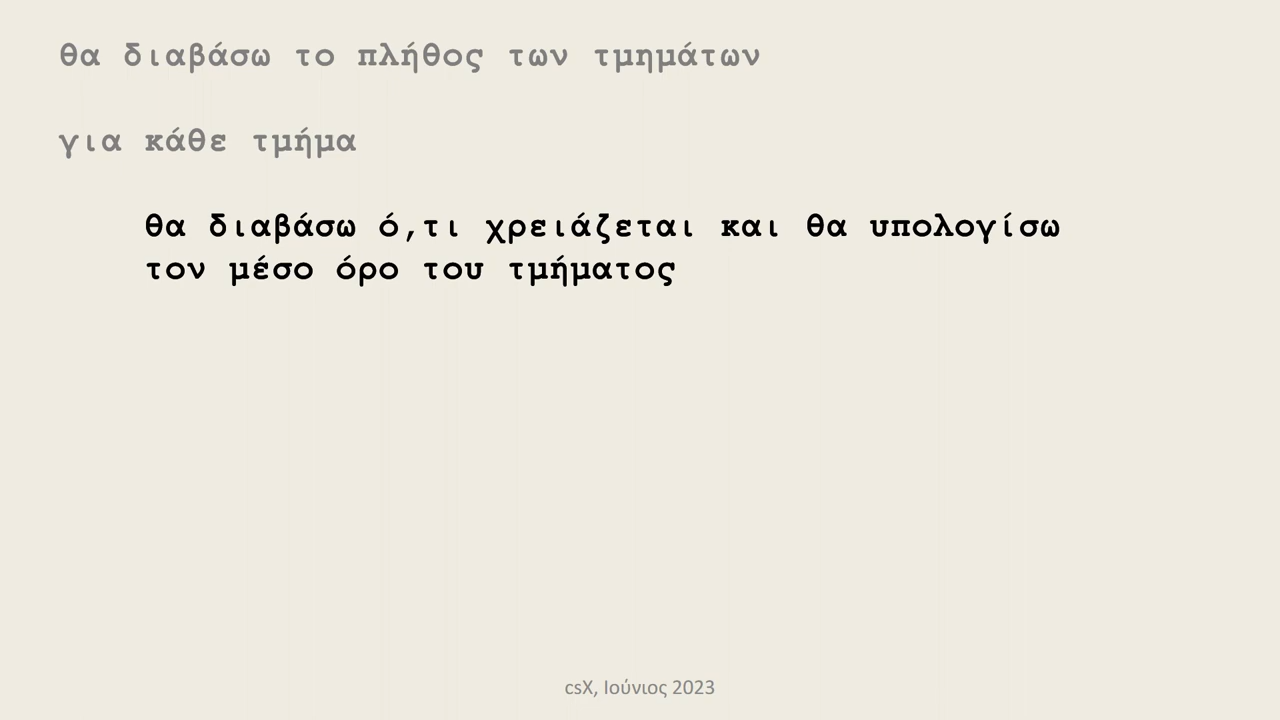 θα διαβάσω το πλήθος των τμημάτων
για κάθε τμήμα
θα διαβάσω ό,τι χρειάζεται και θα υπολογίσω
τον μέσο όρο του τμήματος
csX, Ιούνιος 2023